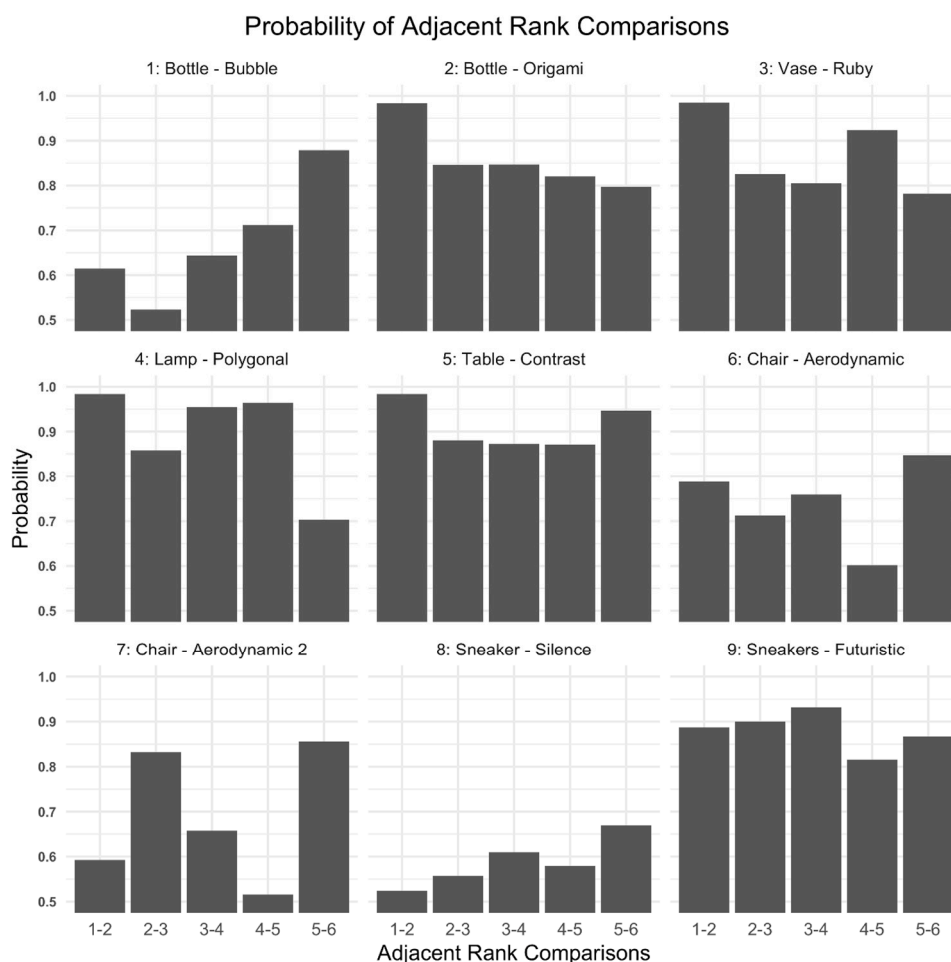 Probability of Adjacent Rank Comparisons
1: Bottle - Bubble
2: Bottle - Origami
3: Vase - Ruby
1.0
0.9
0.8
0.7
0.6
0.5
4: Lamp - Polygonal
5: Table - Contrast
6: Chair - Aerodynamic
1.0
0.9
0.8
0.7
0.6
0.5
Probability
7: Chair - Aerodynamic 2
8: Sneaker - Silence
9: Sneakers - Futuristic
1.0
0.9
0.8
0.7
0.6
0.5
1-2 2-3 3-4 4-5 5-6
1-2 2-3 3-4 4-5 5-6
1-2 2-3 3-4 4-5 5-6
Adjacent Rank Comparisons